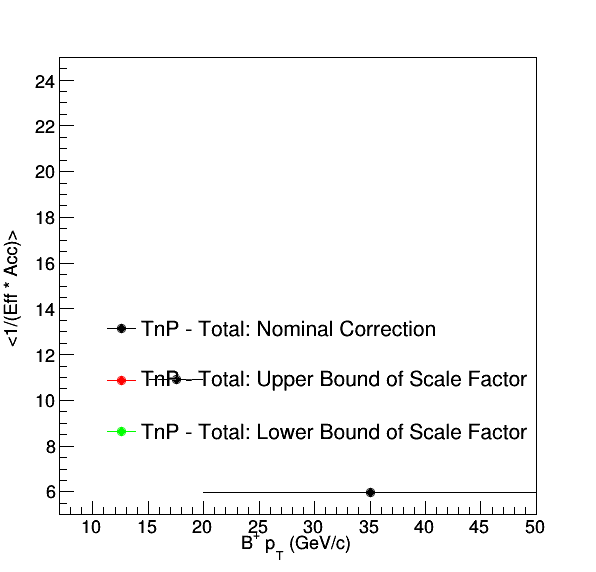 <1/(Eff * Acc)>
24
22
20
18
16
14
12
10
8
6
TnP - Total: Nominal Correction
TnP - Total: Upper Bound of Scale Factor
TnP - Total: Lower Bound of Scale Factor
10 15 20 25 30 35 40 45 50
B+ pT (GeV/c)